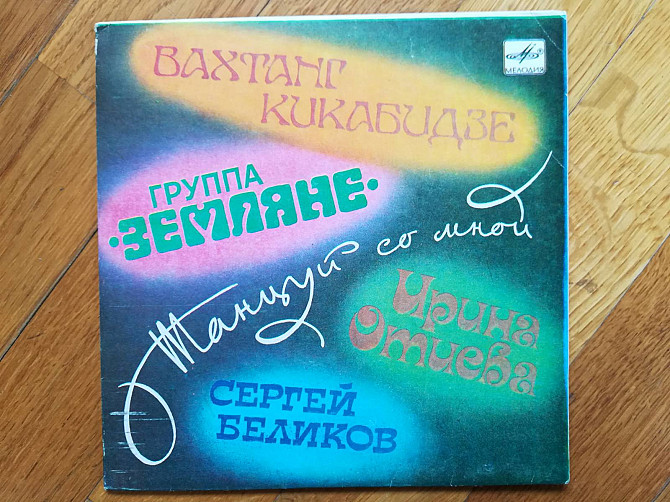 МЕЛОДИЯ
ВАХТАНГ
КИКАБИДЗЕ
ГРУППА
·ЗЕМЛЯНЕ·
Танцуй со мной
Ирина
Отиева
СЕРГЕЙ
БЕЛИКОВ